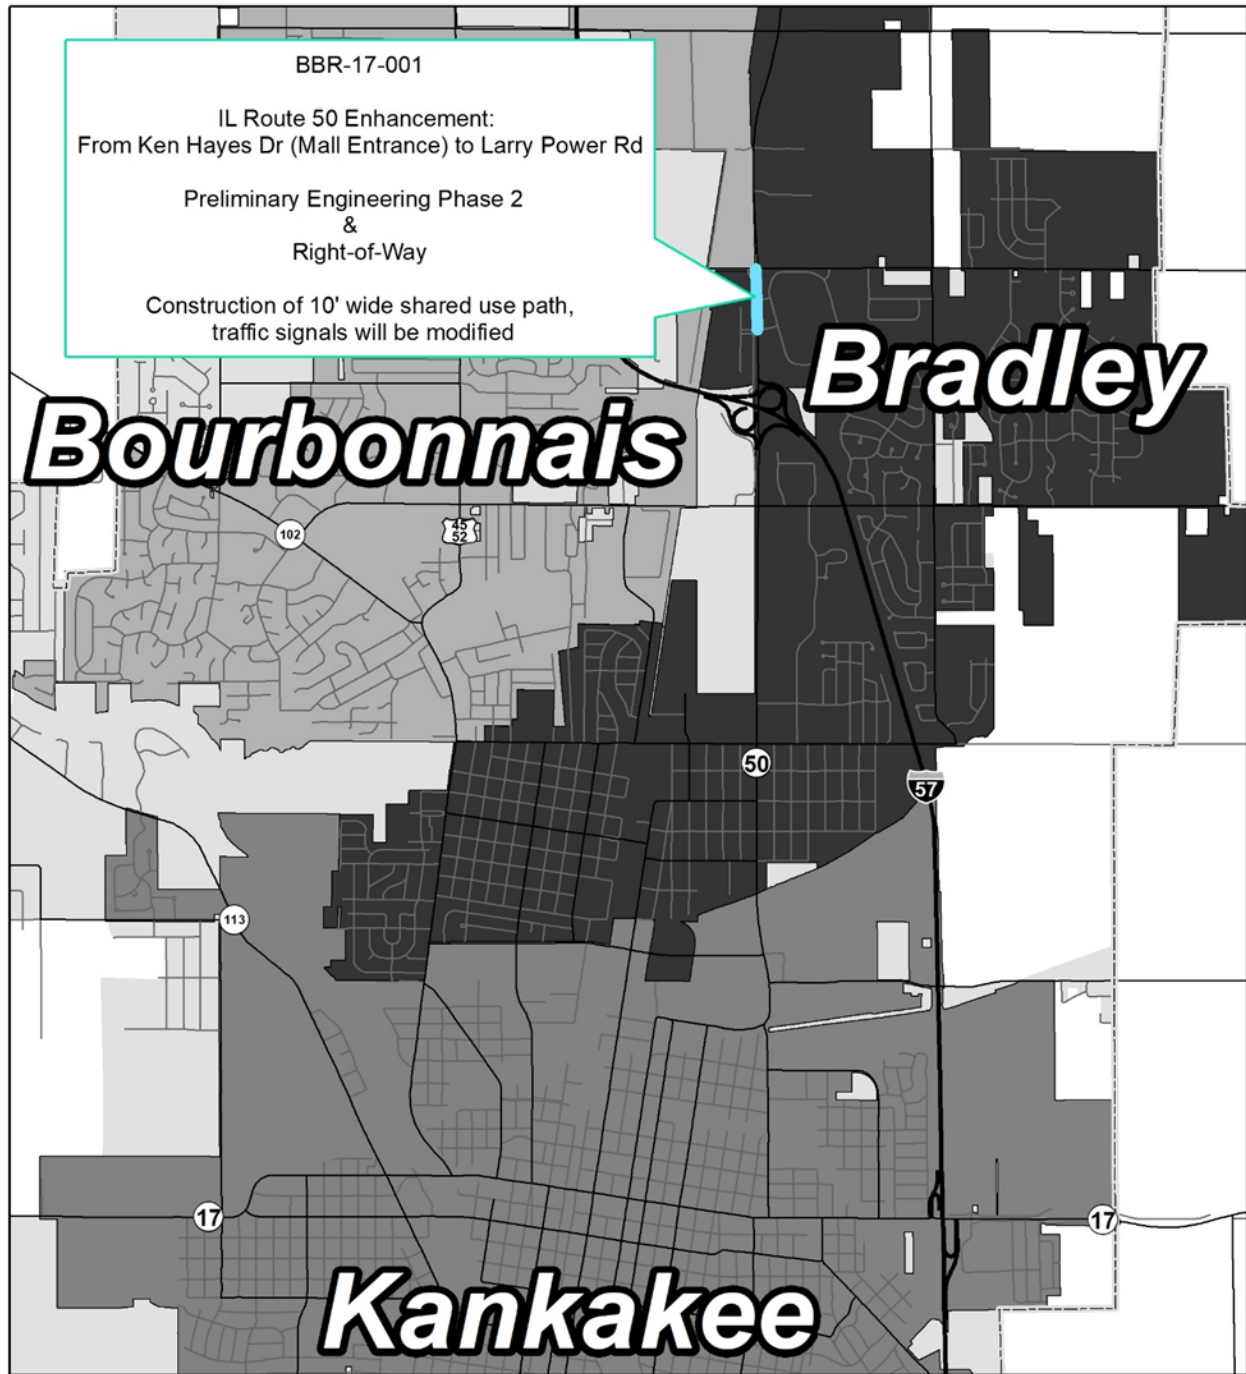 BBR-17-001
IL Route 50 Enhancement:
From Ken Hayes Dr (Mall Entrance) to Larry Power Rd
Preliminary Engineering Phase 2
&
Right-of-Way
Construction of 10' wide shared use path,
traffic signals will be modified
Bradley
Bourbonnais
102
45
52
50
57
113
17
17
Kankakee